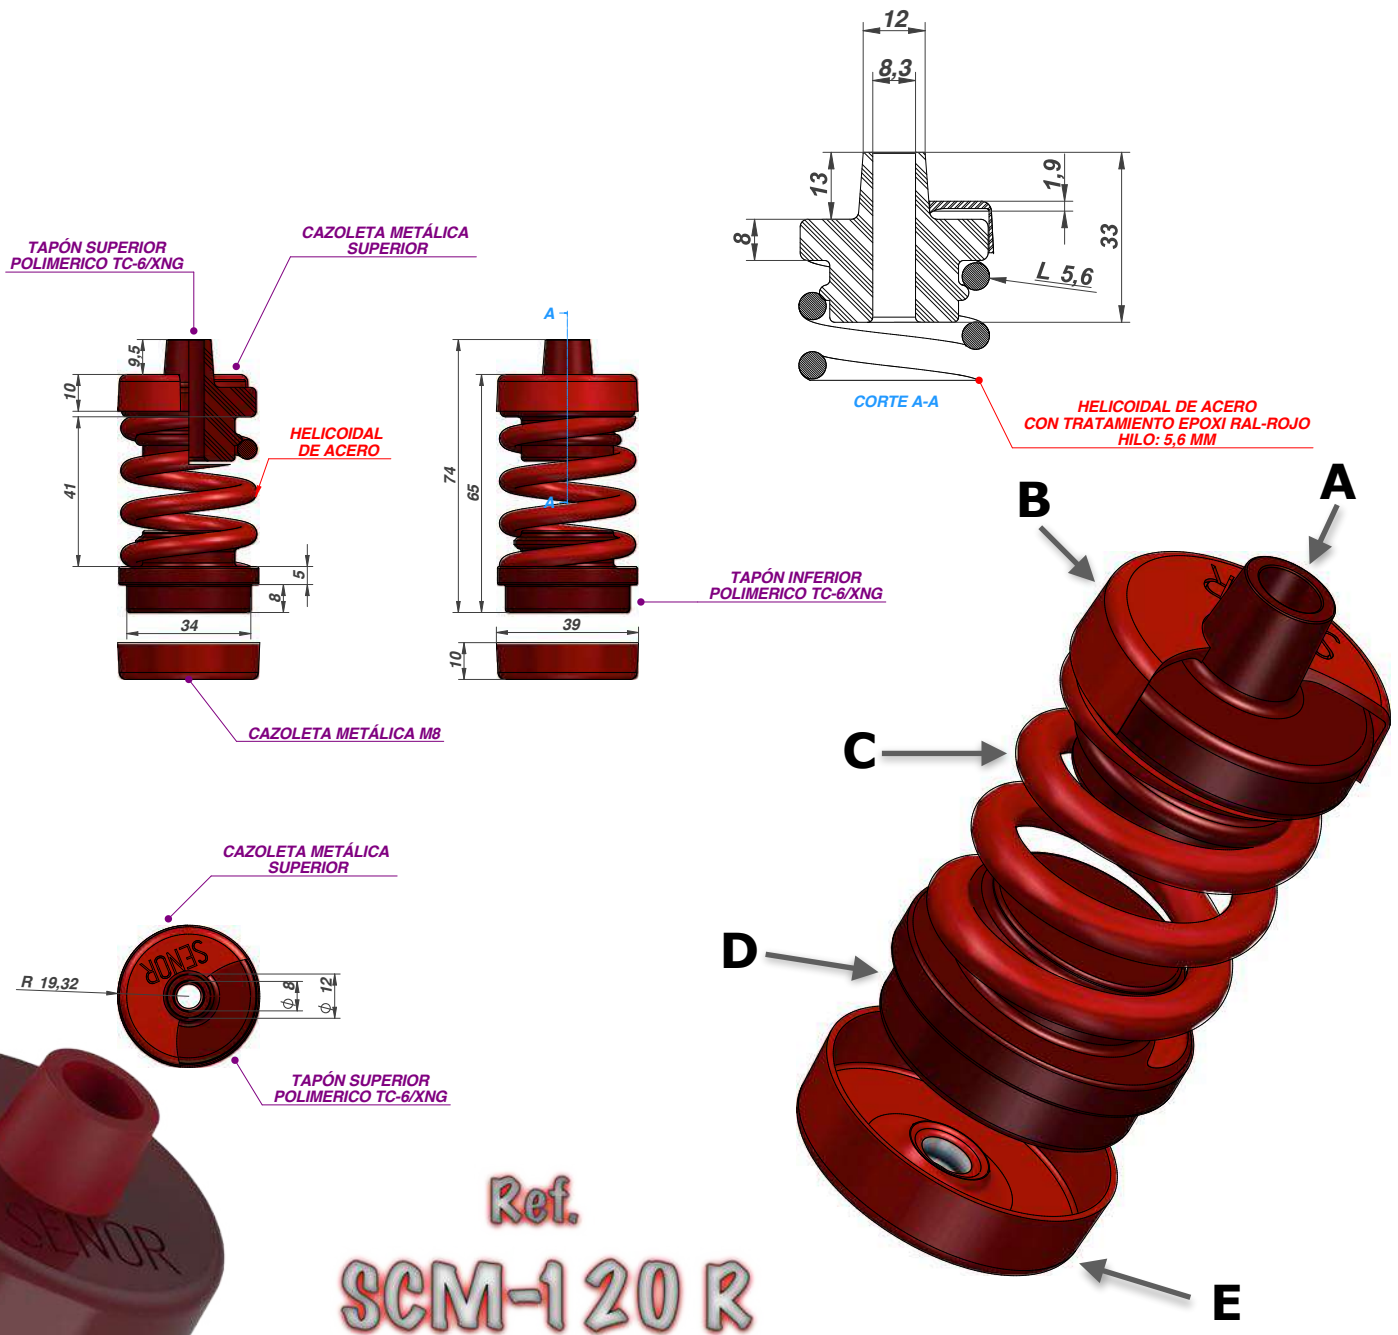 12
8,3
13
8
1,9
33
L 5,6
CORTE A-A
HELICOIDAL DE ACERO
CON TRATAMIENTO EPOXI RAL-ROJO
HILO: 5,6 MM
TAPÓN SUPERIOR
POLIMERICO TC-6/XNG
CAZOLETA METÁLICA
SUPERIOR
9,5
10
41
HELICOIDAL
DE ACERO
5
8
34
CAZOLETA METÁLICA M8
A
A
74
65
39
10
TAPÓN INFERIOR
POLIMERICO TC-6/XNG
A
B
C
D
E
R
S
CAZOLETA METÁLICA
SUPERIOR
SENOR
R 19,32
ϕ 8
ϕ 12
TAPÓN SUPERIOR
POLIMERICO TC-6/XNG
SENOR
Ref.
SCM-120 R